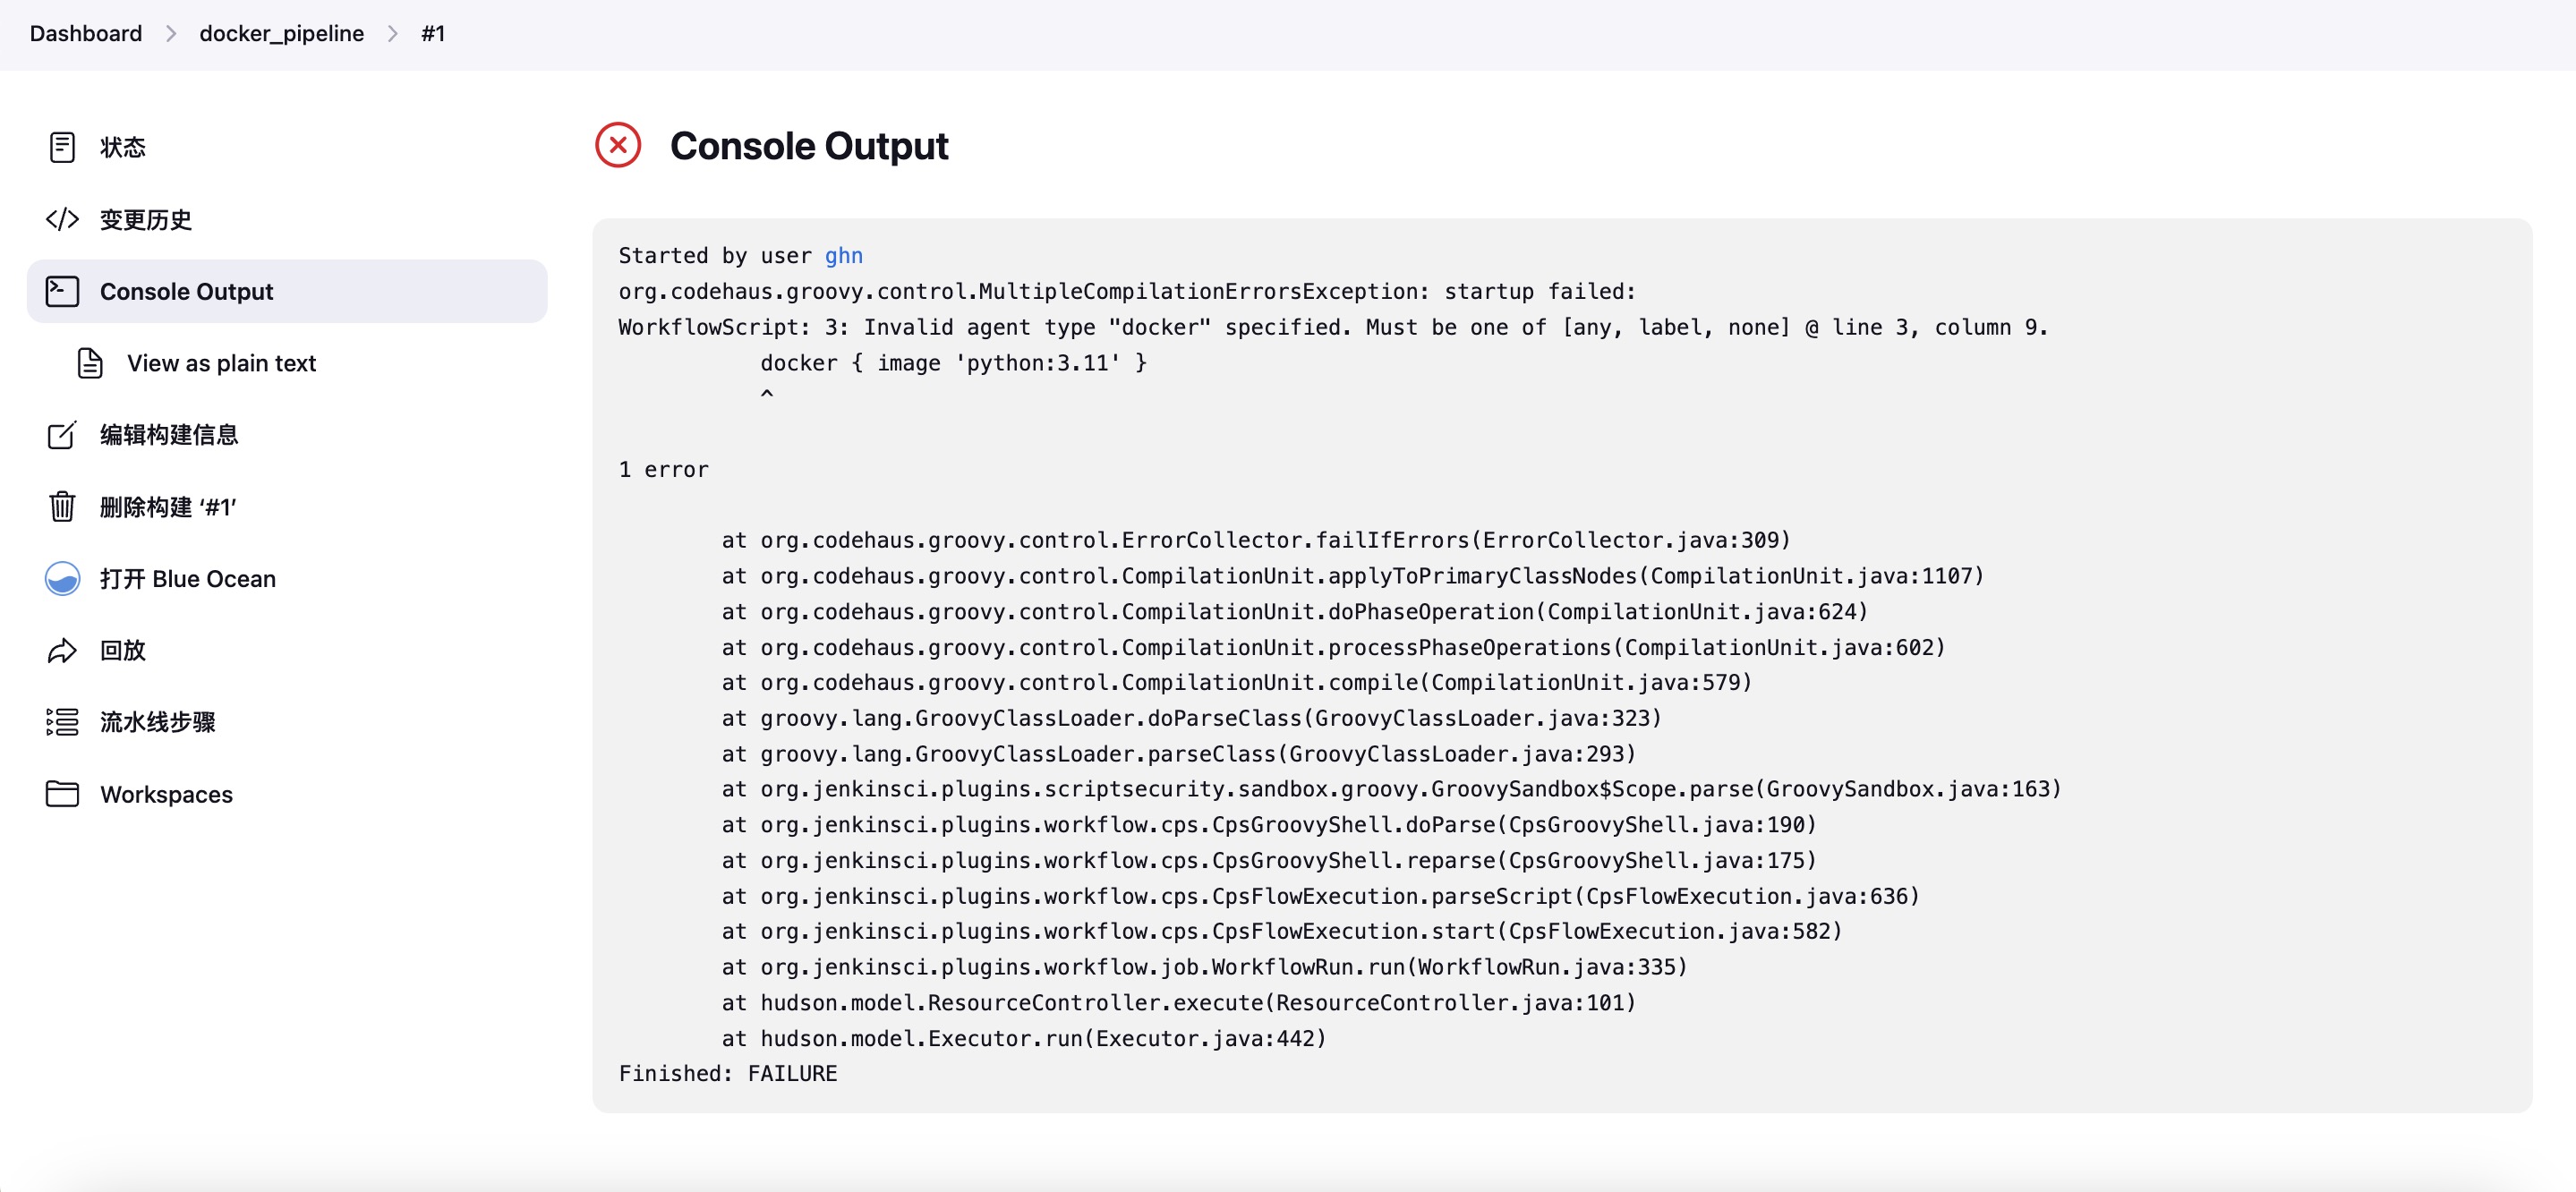 Dashboard > docker_pipeline > #1
状态
变更历史
Console Output
View as plain text
编辑构建信息
删除构建 ‘#1’
打开 Blue Ocean
回放
流水线步骤
Workspaces
Console Output
Started by user ghn
org.codehaus.groovy.control.MultipleCompilationErrorsException: startup failed:
WorkflowScript: 3: Invalid agent type "docker" specified. Must be one of [any, label, none] @ line 3, column 9.
           docker { image 'python:3.11' }
           ^
1 error
	at org.codehaus.groovy.control.ErrorCollector.failIfErrors(ErrorCollector.java:309)
	at org.codehaus.groovy.control.CompilationUnit.applyToPrimaryClassNodes(CompilationUnit.java:1107)
	at org.codehaus.groovy.control.CompilationUnit.doPhaseOperation(CompilationUnit.java:624)
	at org.codehaus.groovy.control.CompilationUnit.processPhaseOperations(CompilationUnit.java:602)
	at org.codehaus.groovy.control.CompilationUnit.compile(CompilationUnit.java:579)
	at groovy.lang.GroovyClassLoader.doParseClass(GroovyClassLoader.java:323)
	at groovy.lang.GroovyClassLoader.parseClass(GroovyClassLoader.java:293)
	at org.jenkinsci.plugins.scriptsecurity.sandbox.groovy.GroovySandbox$Scope.parse(GroovySandbox.java:163)
	at org.jenkinsci.plugins.workflow.cps.CpsGroovyShell.doParse(CpsGroovyShell.java:190)
	at org.jenkinsci.plugins.workflow.cps.CpsGroovyShell.reparse(CpsGroovyShell.java:175)
	at org.jenkinsci.plugins.workflow.cps.CpsFlowExecution.parseScript(CpsFlowExecution.java:636)
	at org.jenkinsci.plugins.workflow.cps.CpsFlowExecution.start(CpsFlowExecution.java:582)
	at org.jenkinsci.plugins.workflow.job.WorkflowRun.run(WorkflowRun.java:335)
	at hudson.model.ResourceController.execute(ResourceController.java:101)
	at hudson.model.Executor.run(Executor.java:442)
Finished: FAILURE